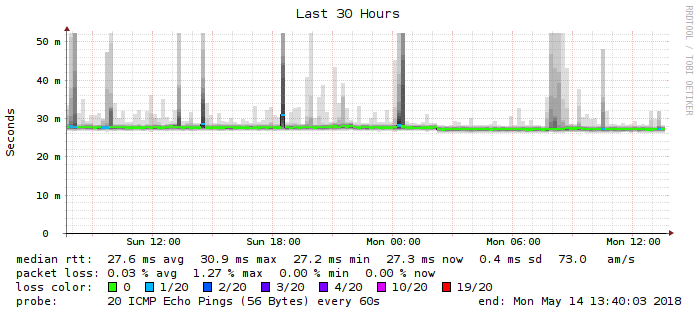 Last 30 Hours
RRDTOOL / TOBI OETIKER
Seconds
50 m
40 m
30 m
20 m
10 m
0
Sun 12:00 Sun 18:00 Mon 00:00 Mon 06:00 Mon 12:00
median rtt: 27.6 ms avg 30.9 ms max 27.2 ms min 27.3 ms now 0.4 ms sd 73.0 am/s
packet loss: 0.03 % avg 1.27 % max 0.00 % min 0.00 % now
loss color: 0 1/20 2/20 3/20 4/20 10/20 19/20
probe: 20 ICMP Echo Pings (56 Bytes) every 60s end: Mon May 14 13:40:03 2018